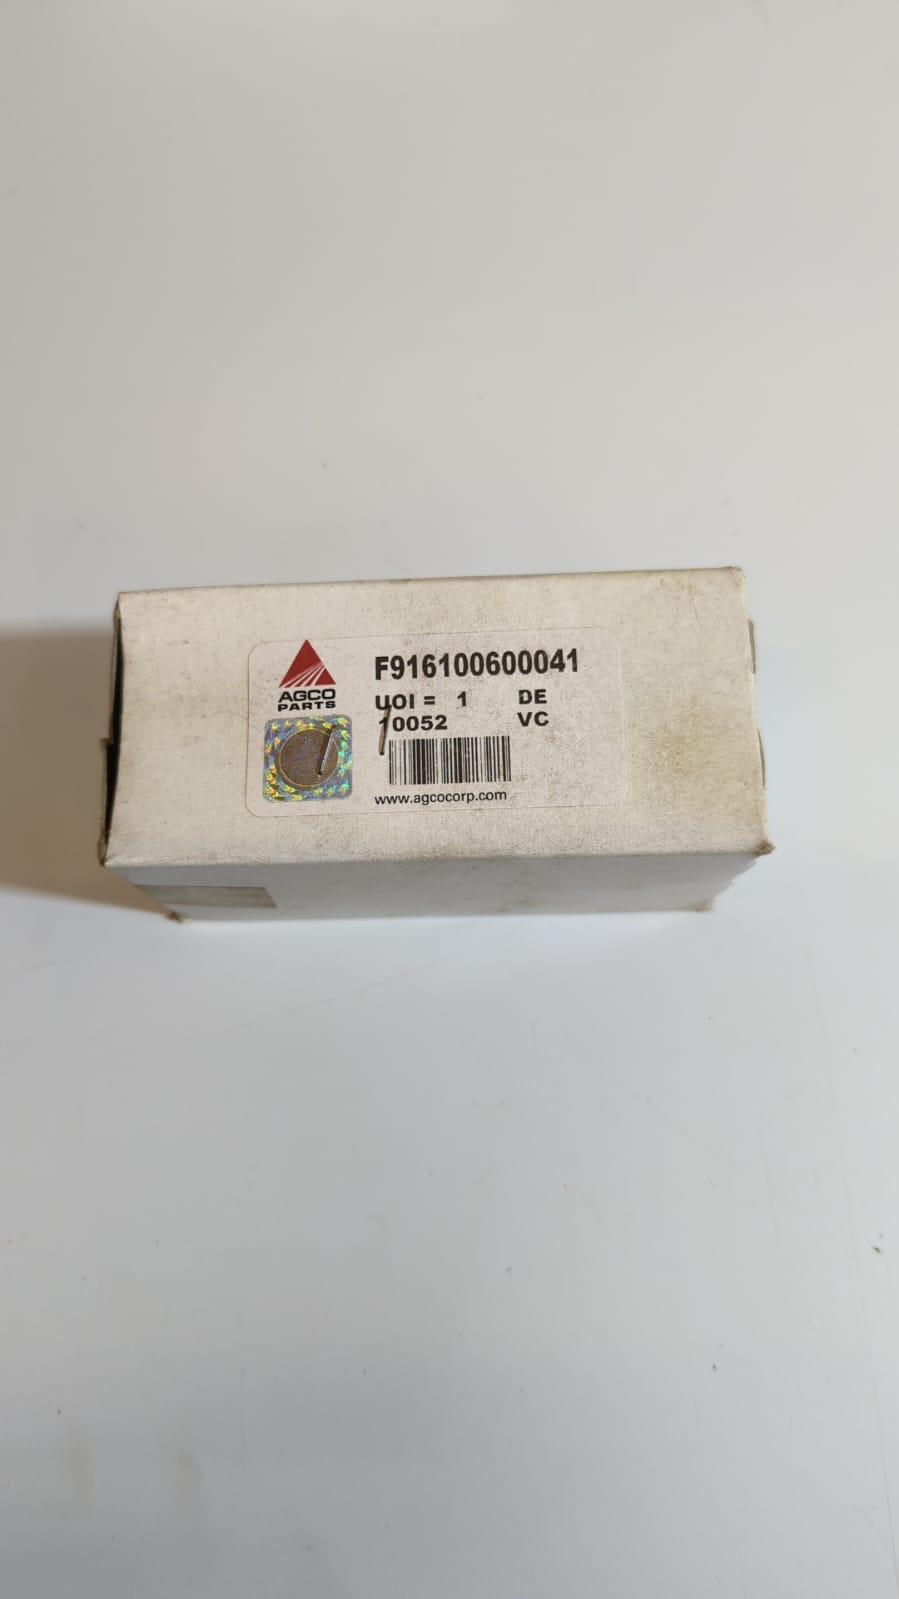 AGCO
PARTS
F916100600041
UOI = 1 DE
10052 VC
www.agcocorp.com